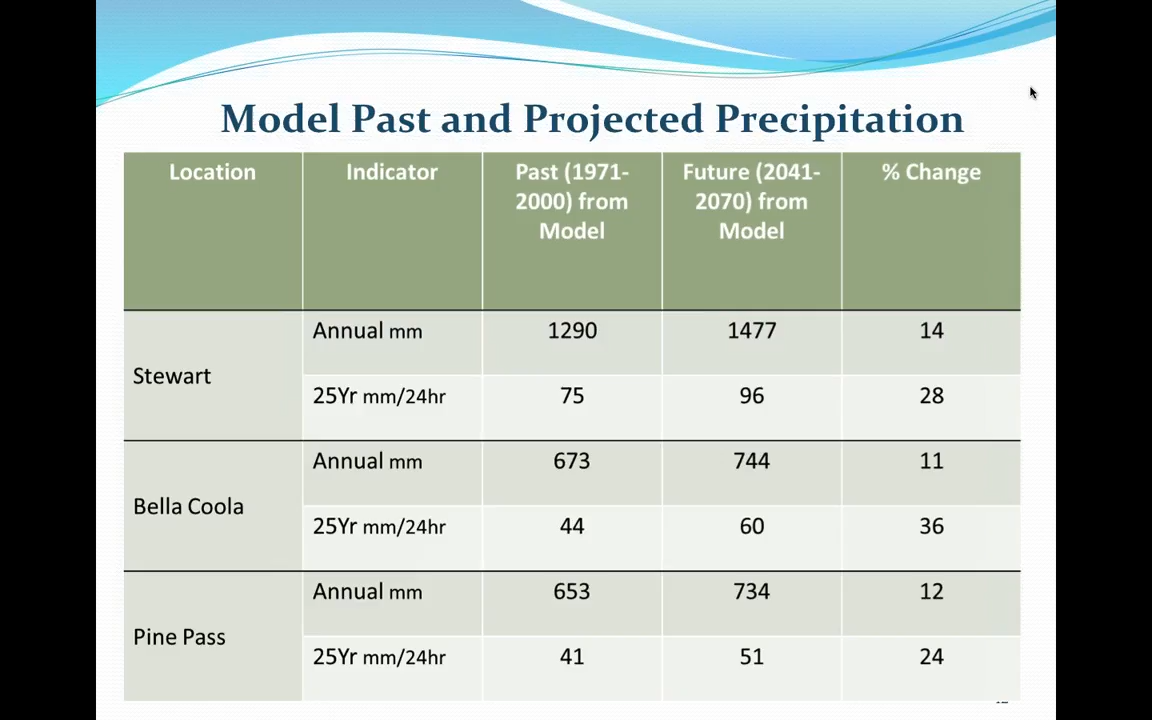 Model Past and Projected Precipitation
Location
Indicator
Past (1971-
2000) from
Model
Future (2041-
2070) from
Model
% Change
Stewart
Annual mm
1290
1477
14
25Yr mm/24hr
75
96
28
Bella Coola
Annual mm
673
744
11
25Yr mm/24hr
44
60
36
Pine Pass
Annual mm
653
734
12
25Yr mm/24hr
41
51
24